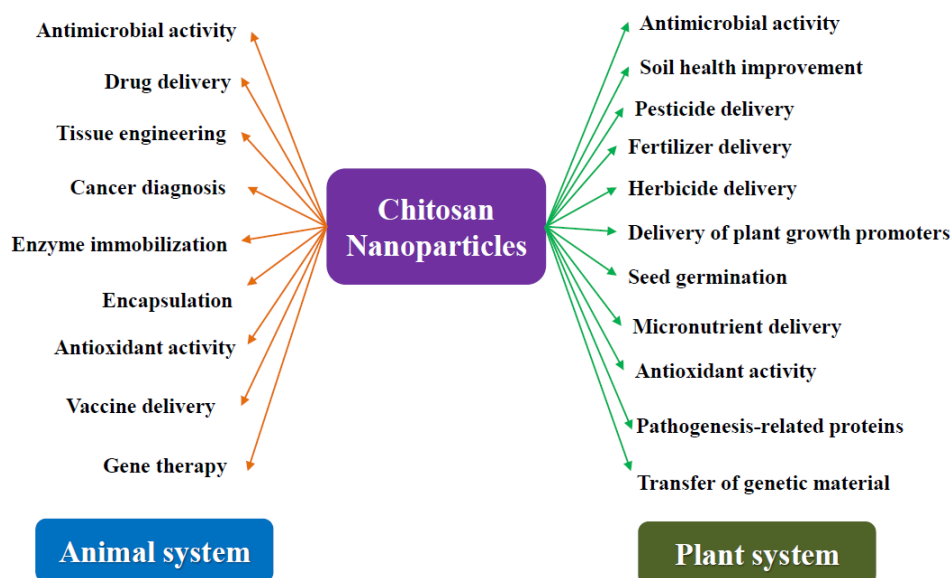 Antimicrobial activity
Drug delivery
Tissue engineering
Cancer diagnosis
Enzyme immobilization
Encapsulation
Antioxidant activity
Vaccine delivery
Gene therapy
Animal system
Chitosan
Nanoparticles
Antimicrobial activity
Soil health improvement
Pesticide delivery
Fertilizer delivery
Herbicide delivery
Delivery of plant growth promoters
Seed germination
Micronutrient delivery
Antioxidant activity
Pathogenesis-related proteins
Transfer of genetic material
Plant system